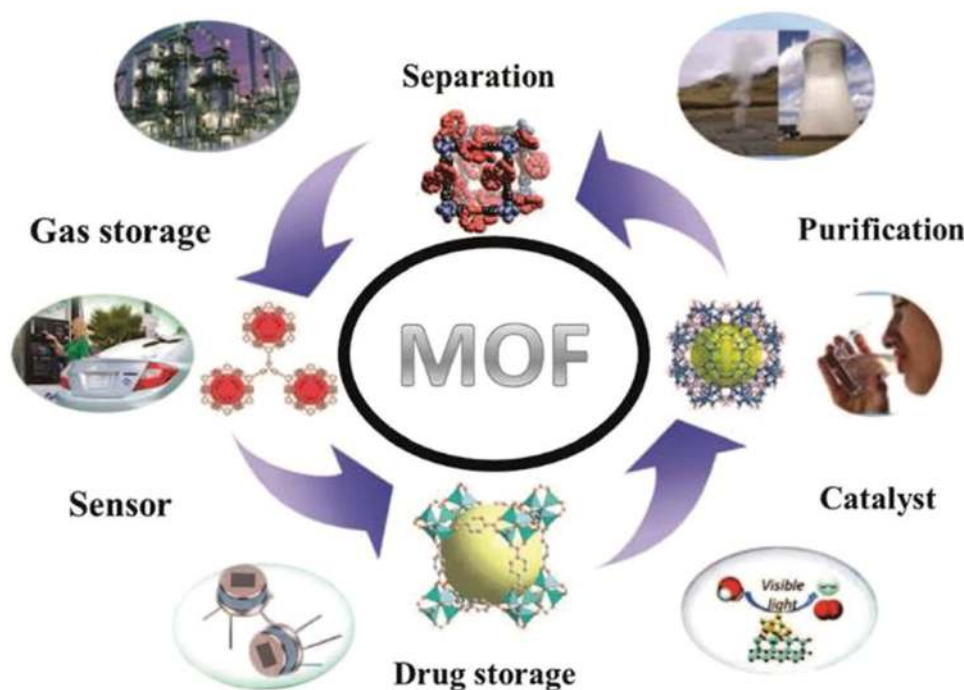 Separation
Gas storage
Purification
MOF
Sensor
Catalyst
Visible
light
Drug storage